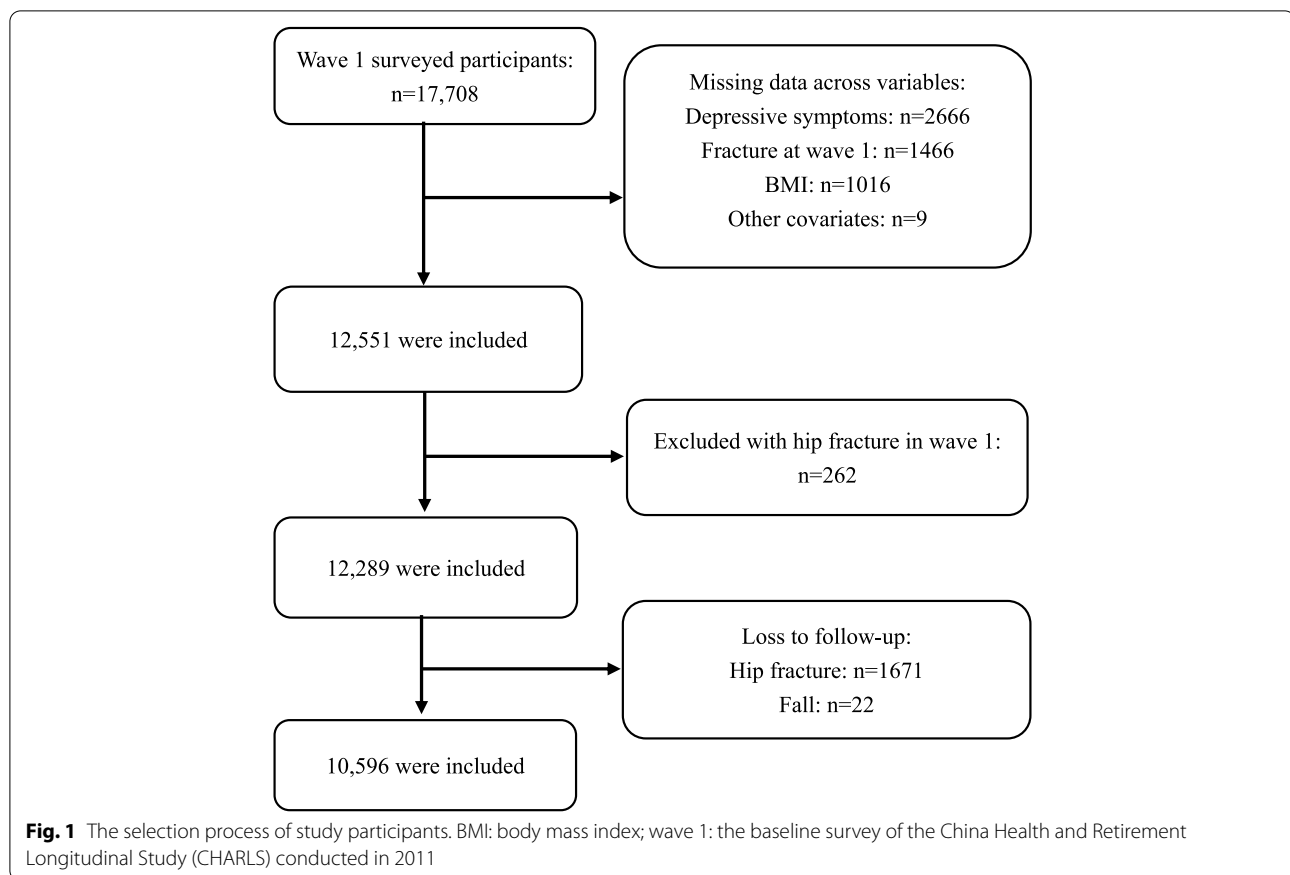 Wave 1 surveyed participants:
n=17,708
Missing data across variables:
Depressive symptoms: n=2666
Fracture at wave 1: n=1466
BMI: n=1016
Other covariates: n=9
12,551 were included
Excluded with hip fracture in wave 1:
n=262
12,289 were included
Loss to follow-up:
Hip fracture: n=1671
Fall: n=22
10,596 were included
Fig. 1 The selection process of study participants. BMI: body mass index; wave 1: the baseline survey of the China Health and Retirement
Longitudinal Study (CHARLS) conducted in 2011